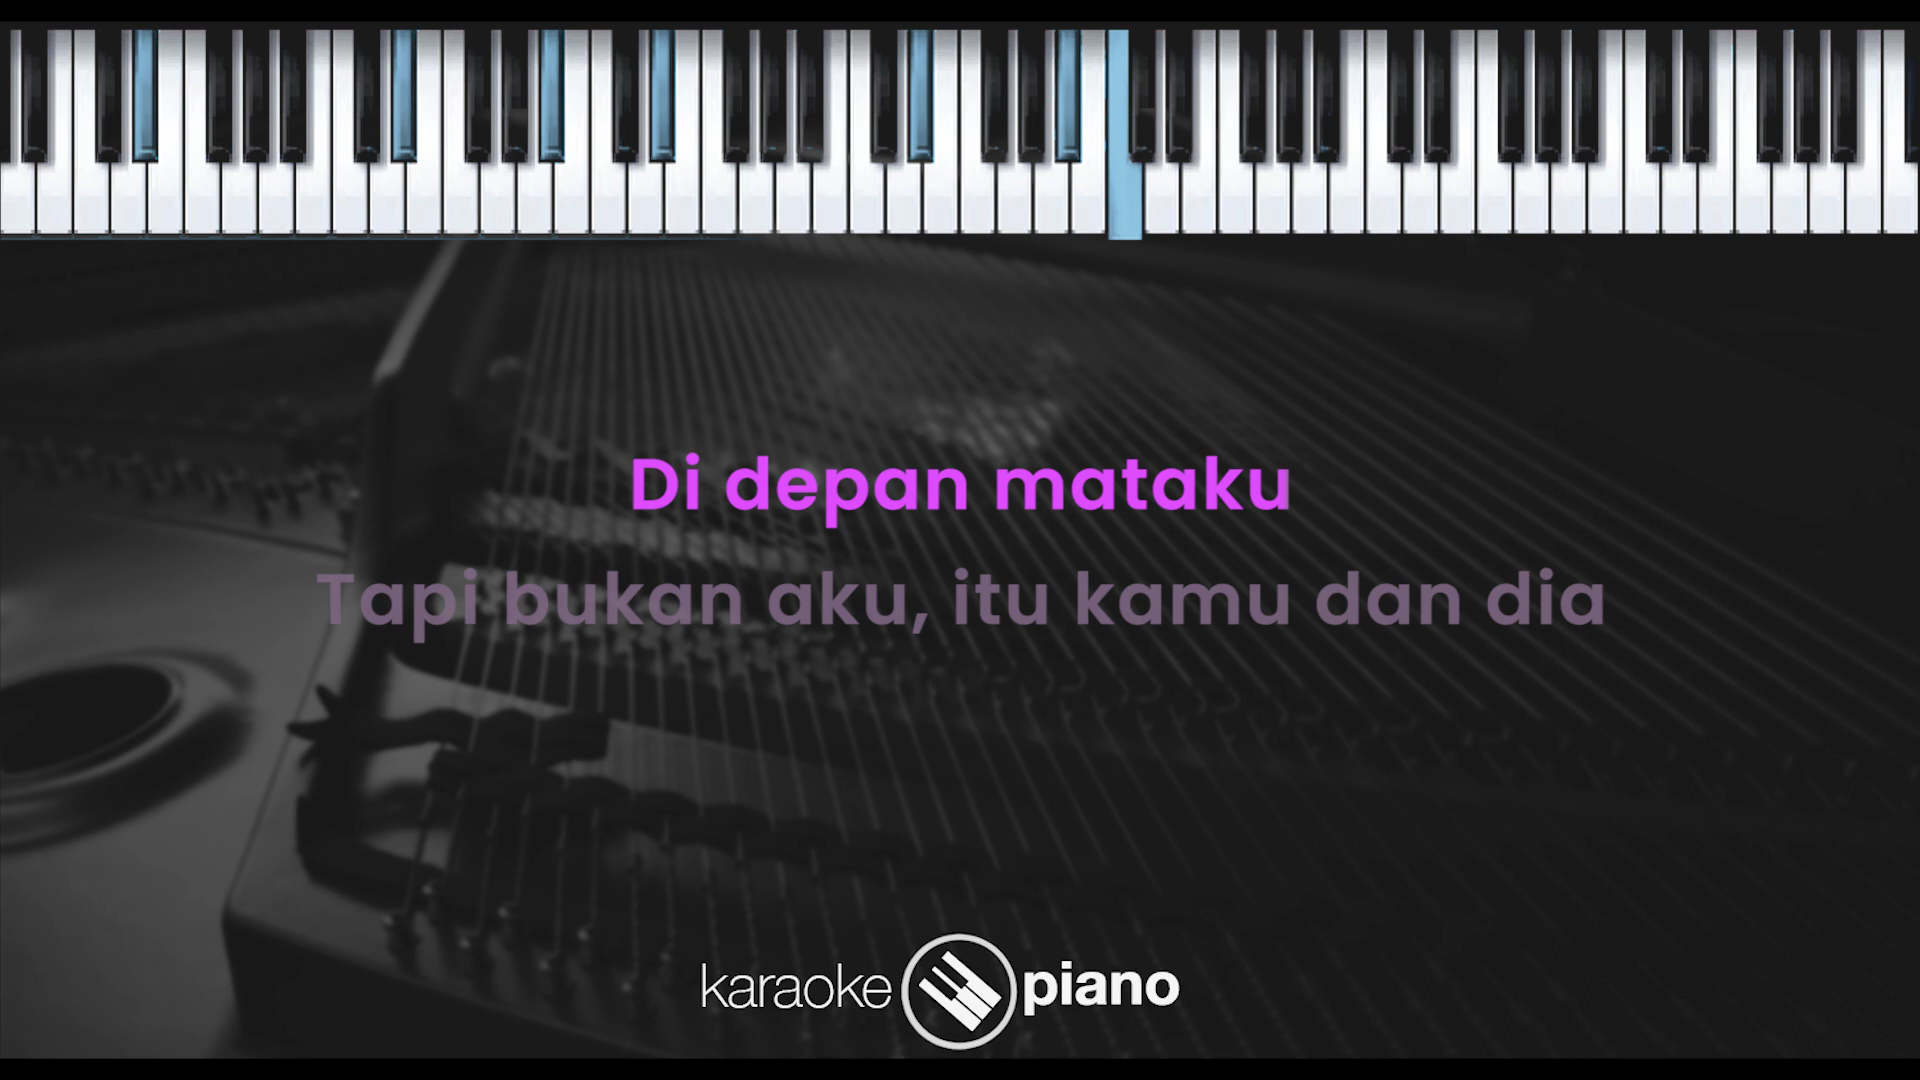 Di depan mataku
Tapi bukan aku, itu kamu dan dia
karaoke piano